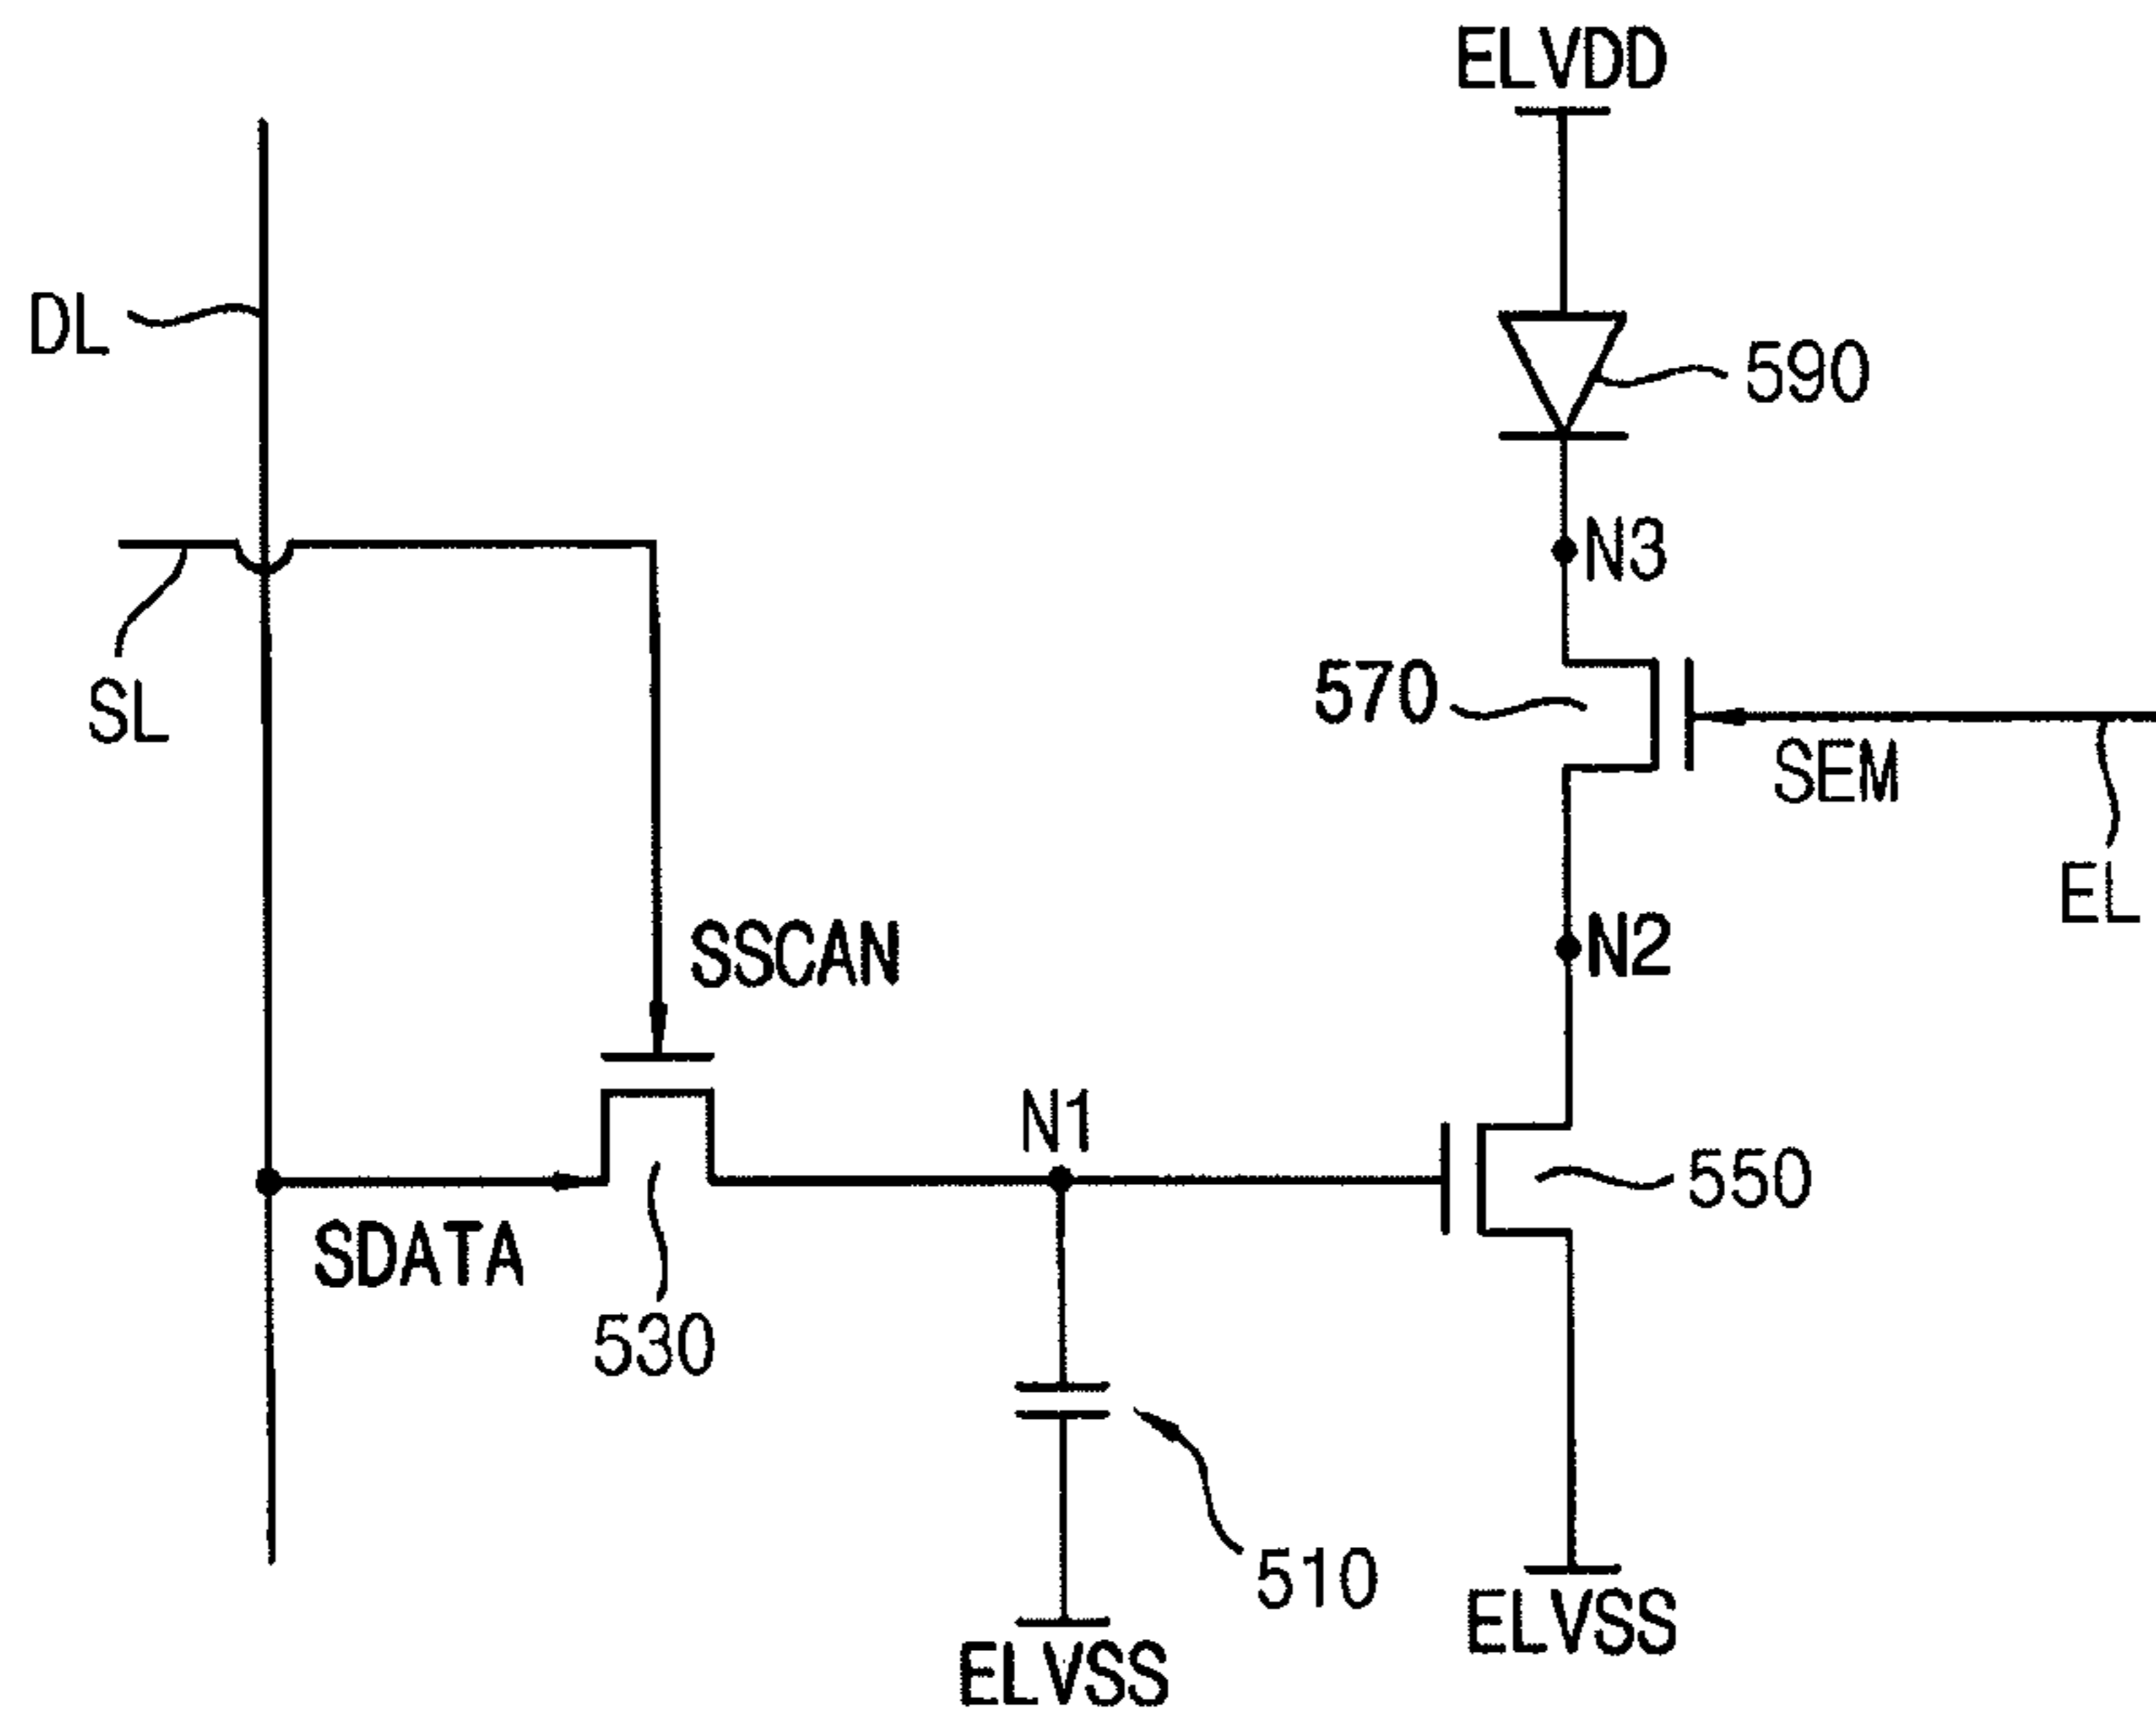 ELVDD
DL
590
N3
570
SL
SEM
EL
SSCAN
N2
N1
550
SDATA
530
510
ELVSS
ELVSS